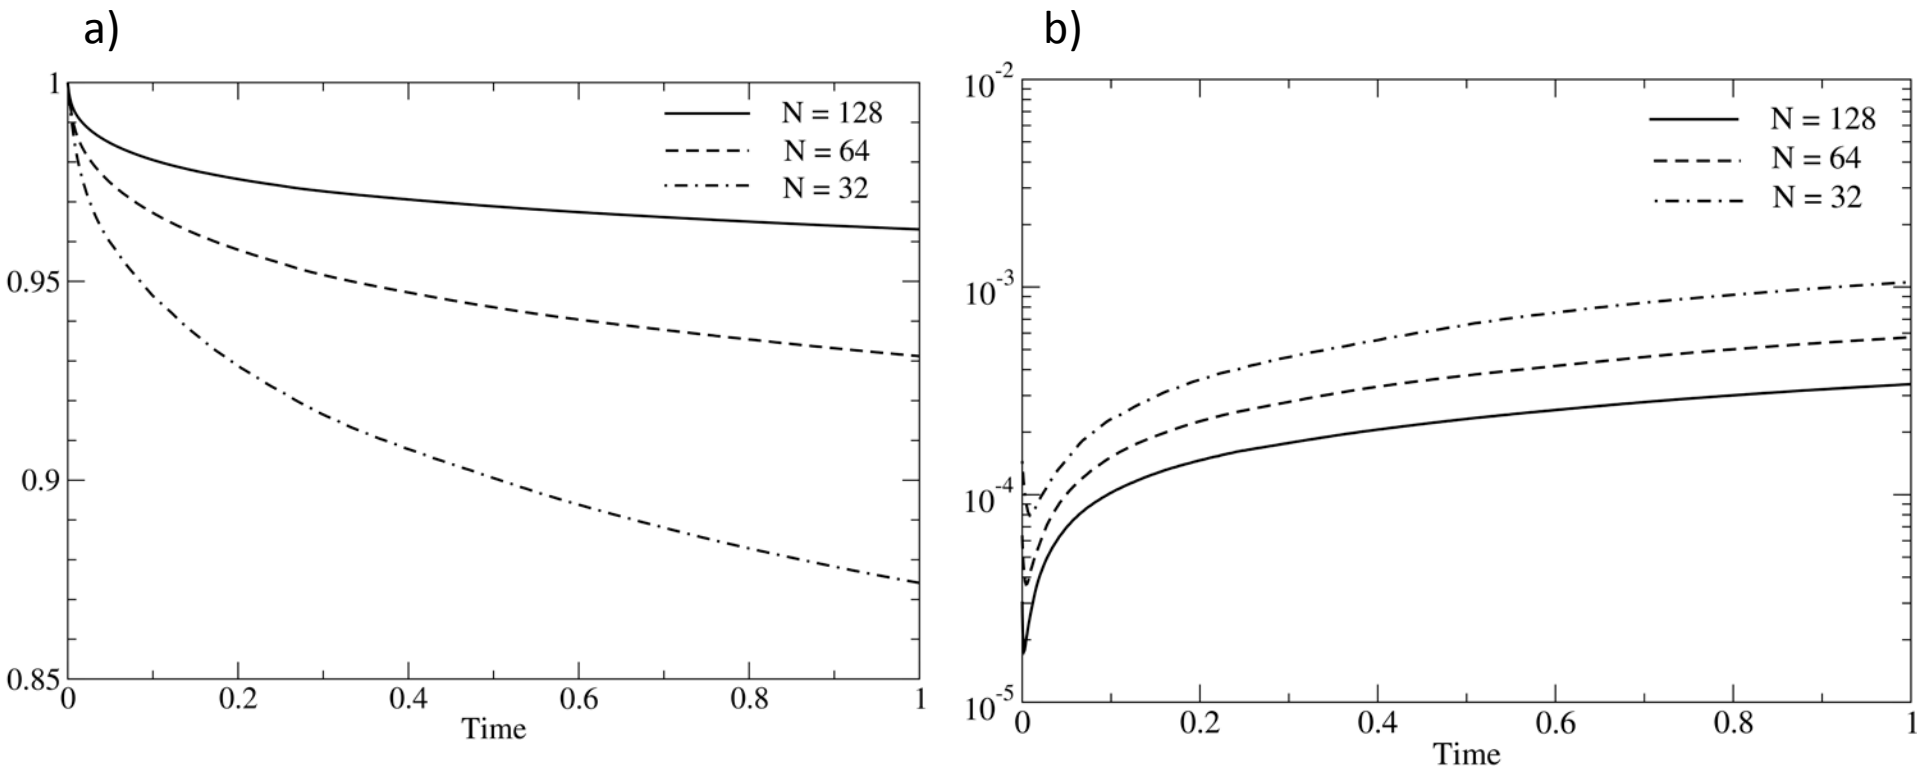 a)
1
0.95
0.9
0.85
N = 128
N = 64
N = 32
0 0.2 0.4 0.6 0.8 1
Time
b)
10-2
10-3
10-4
10-5
N = 128
N = 64
N = 32
0 0.2 0.4 0.6 0.8 1
Time